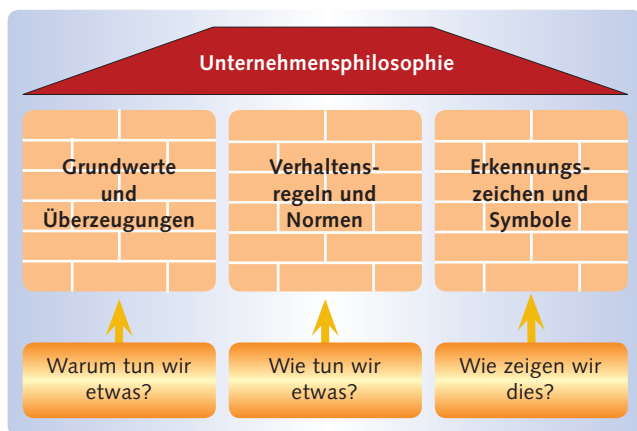 Unternehmensphilosophie
Grundwerte
und
Überzeugungen
Verhaltens-
regeln und
Normen
Erkennungs-
zeichen und
Symbole
Warum tun wir
etwas?
Wie tun wir
etwas?
Wie zeigen wir
dies?